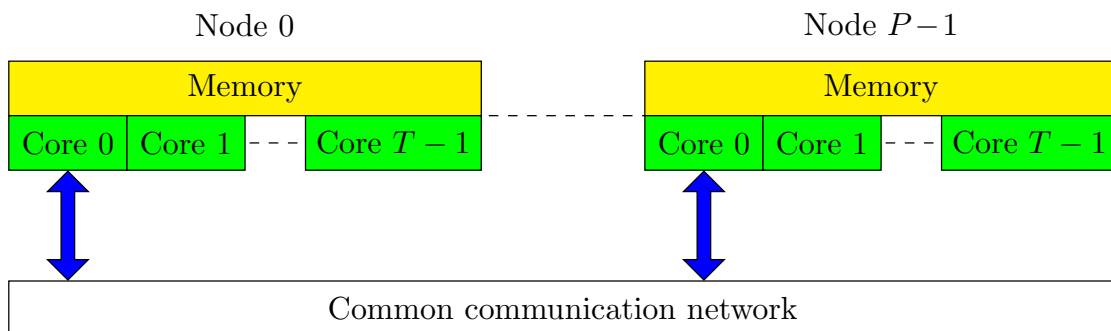 Node 0 Node P−1
Memory Memory
Core 0 Core 1 Core T − 1 Core 0 Core 1 Core T − 1
Common communication network